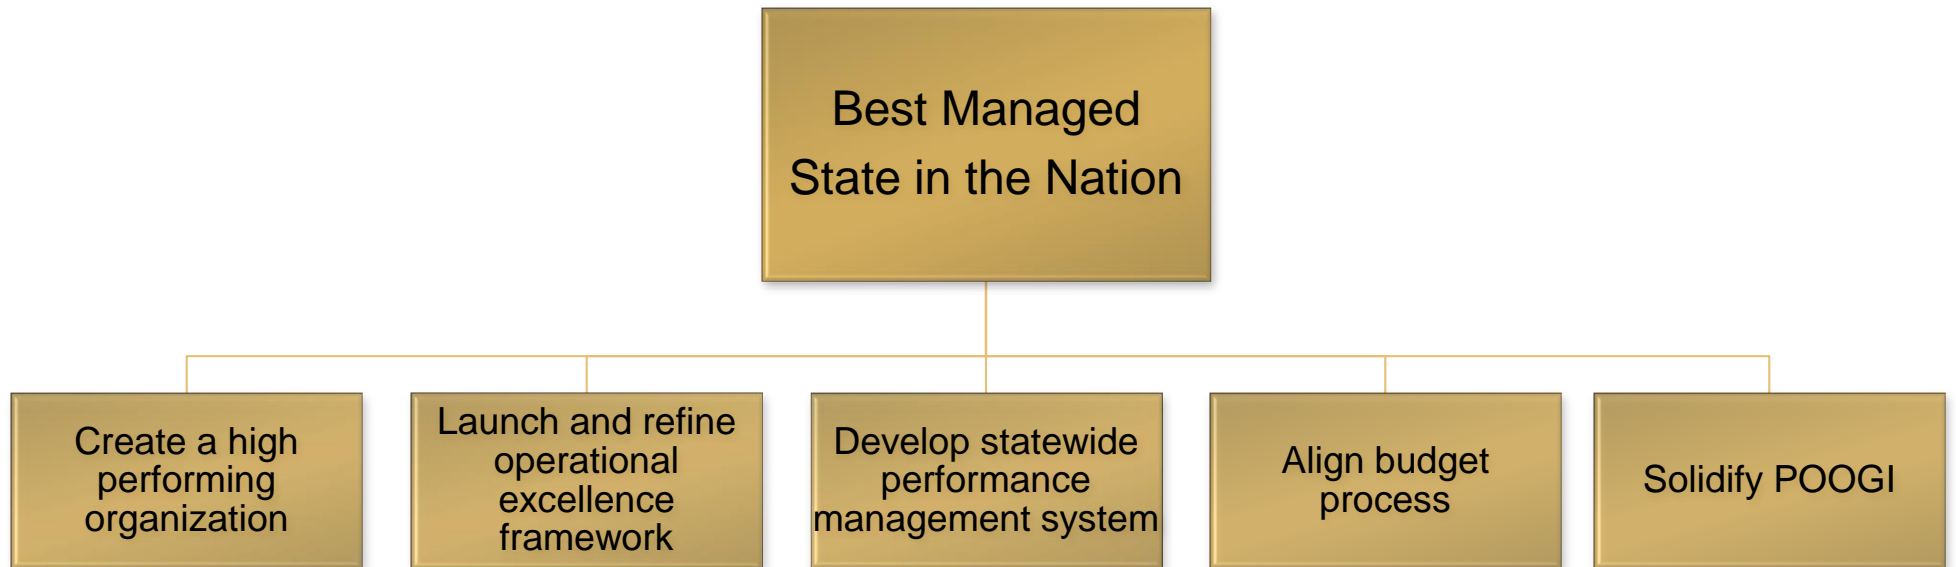 Best Managed
State in the Nation
Create a high
performing
organization
Launch and refine
operational
excellence
framework
Develop statewide
performance
management system
Align budget
process
Solidify POOGI